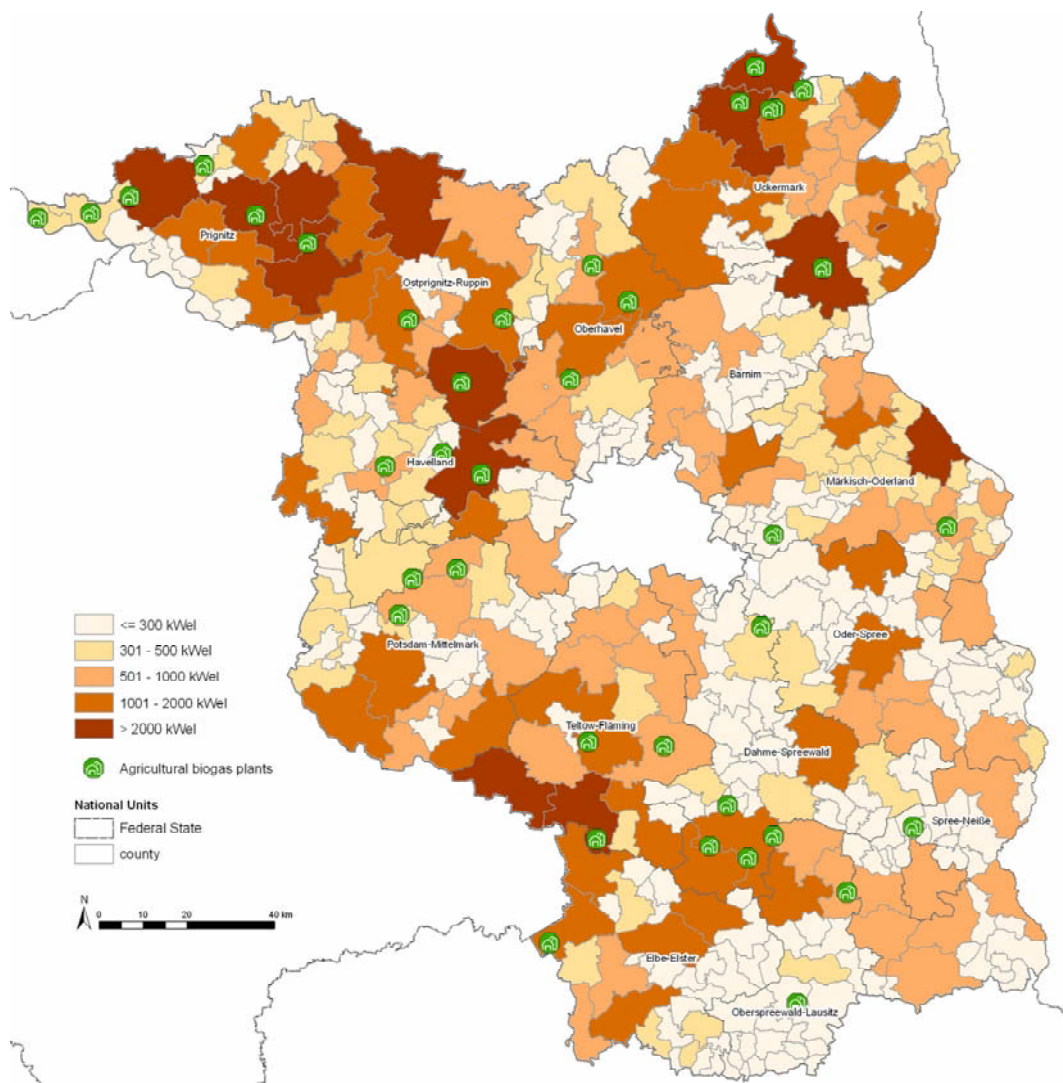 Uckermark
Prignitz
Ostprignitz-Ruppin
Oberhavel
Barnim
Havelland
Märkisch-Oderland
Oder-Spree
Potsdam-Mittelmark
Teltow-Fläming
Dahme-Spreewald
Spree-Neiße
Elbe-Elster
Oberspreewald-Lausitz
<= 300 kWel
301 - 500 kWel
501 - 1000 kWel
1001 - 2000 kWel
> 2000 kWel
Agricultural biogas plants
National Units
Federal State
county
N
0 5 10 20 40 km